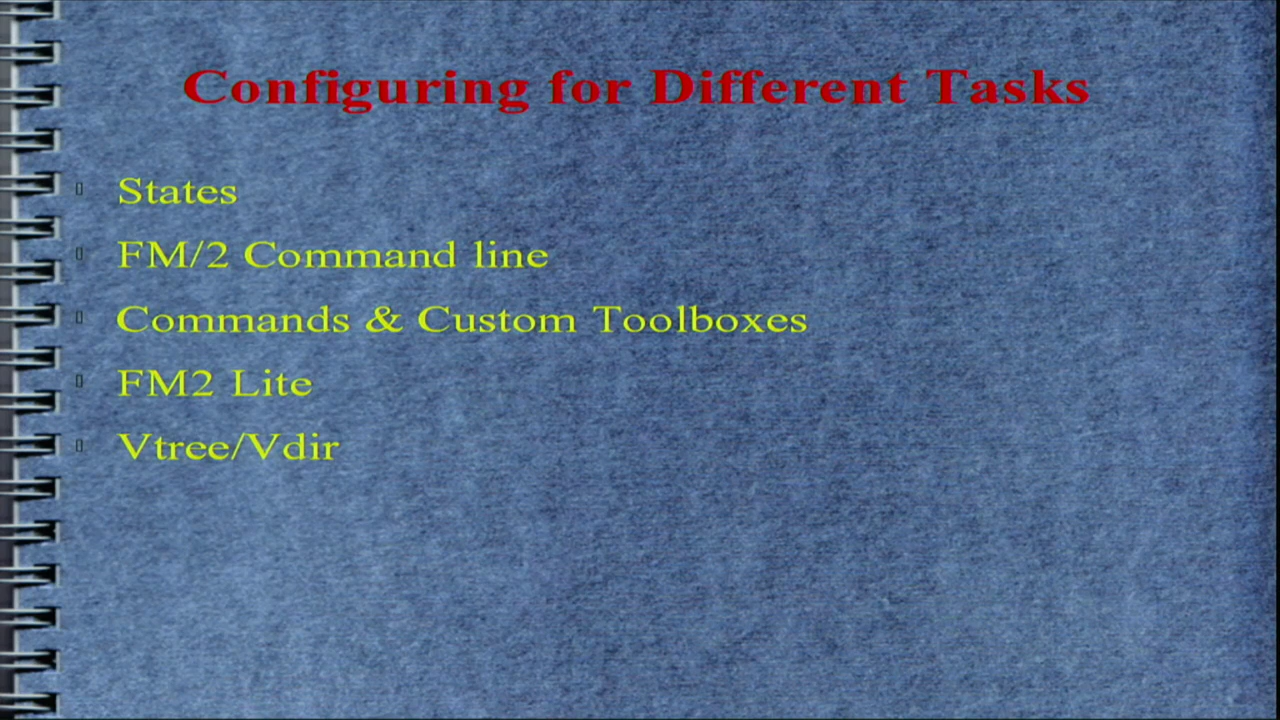 Configuring for Different Tasks
States
FM/2 Command line
Commands & Custom Toolboxes
FM2 Lite
Vtree/Vdir